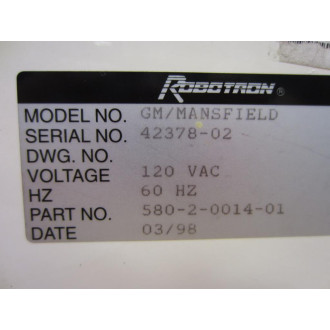 ROBOTRON®
MODEL NO. GM/MANSFIELD
SERIAL NO. 42378-02
DWG. NO.
VOLTAGE 120 VAC
HZ 60 HZ
PART NO. 580-2-0014-01
DATE 03/98